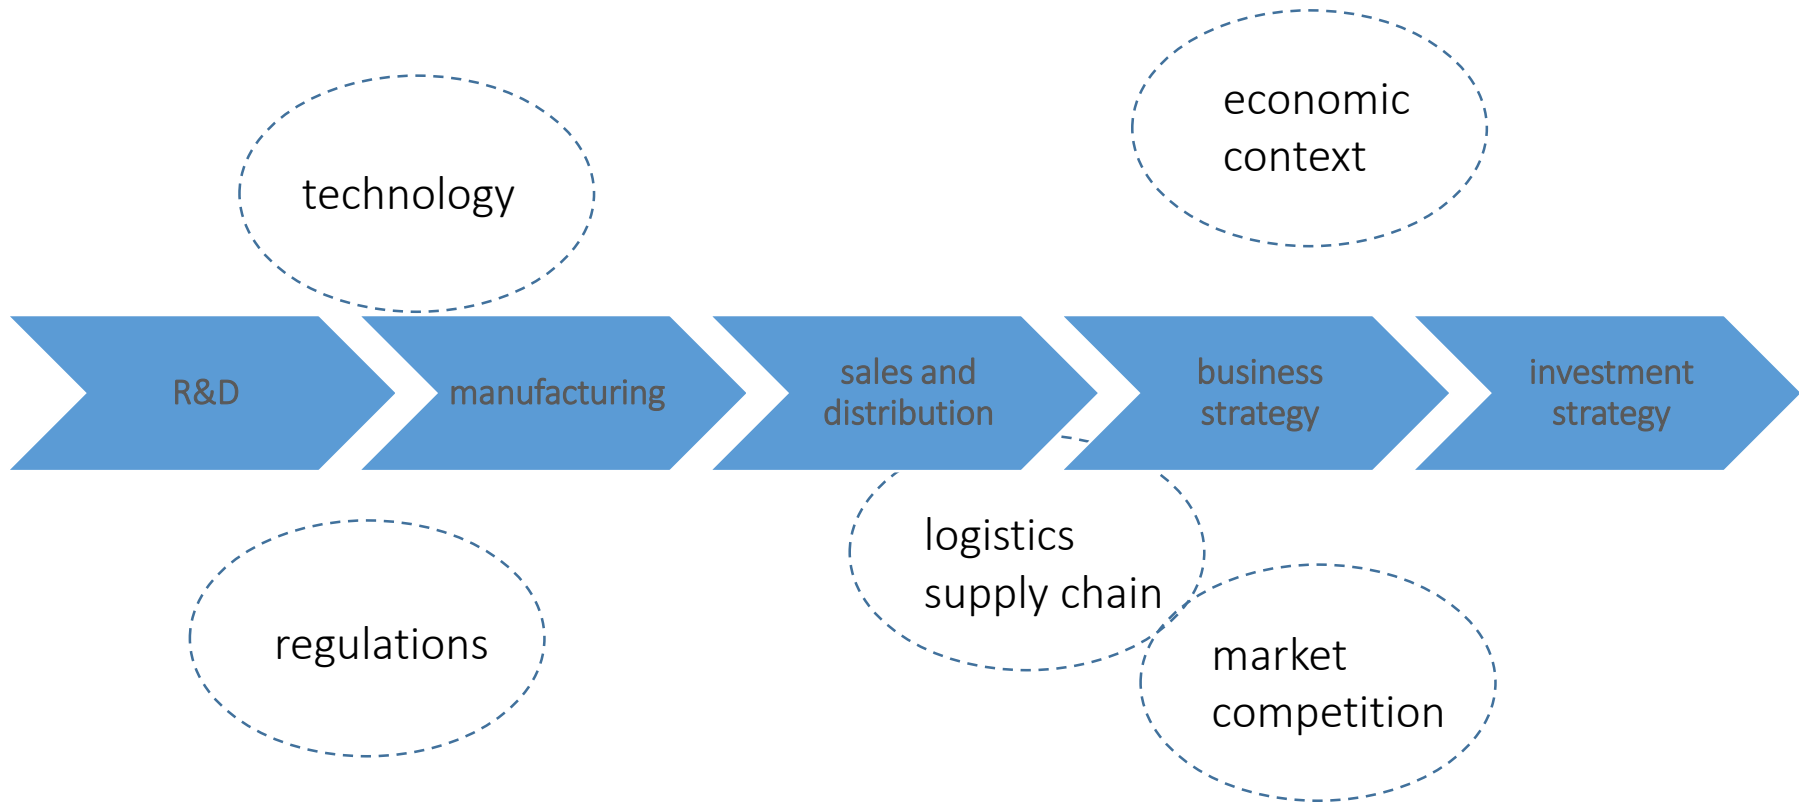 economic
context
technology
R&D
manufacturing
sales and
distribution
business
strategy
investment
strategy
logistics
supply chain
regulations
market
competition